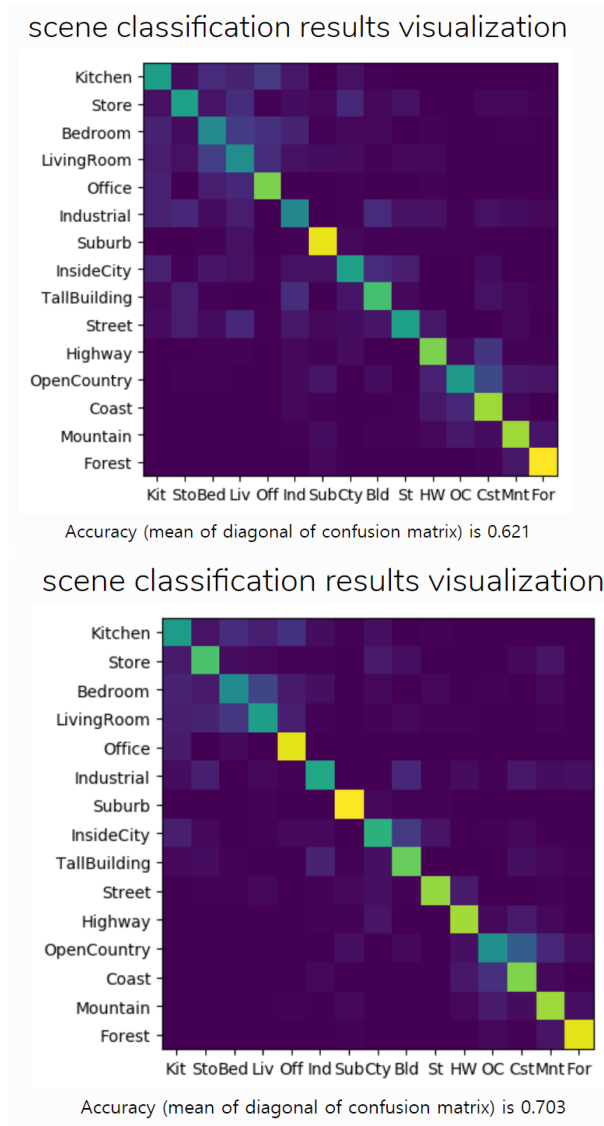 scene classification results visualization
Kitchen
Store
Bedroom
LivingRoom
Office
Industrial
Suburb
InsideCity
TallBuilding
Street
Highway
OpenCountry
Coast
Mountain
Forest
Kit Sto Bed Liv Off Ind Sub Cty Bld St HW OC Cst Mnt For
Accuracy (mean of diagonal of confusion matrix) is 0.621
scene classification results visualization
Kitchen
Store
Bedroom
LivingRoom
Office
Industrial
Suburb
InsideCity
TallBuilding
Street
Highway
OpenCountry
Coast
Mountain
Forest
Kit Sto Bed Liv Off Ind Sub Cty Bld St HW OC Cst Mnt For
Accuracy (mean of diagonal of confusion matrix) is 0.703